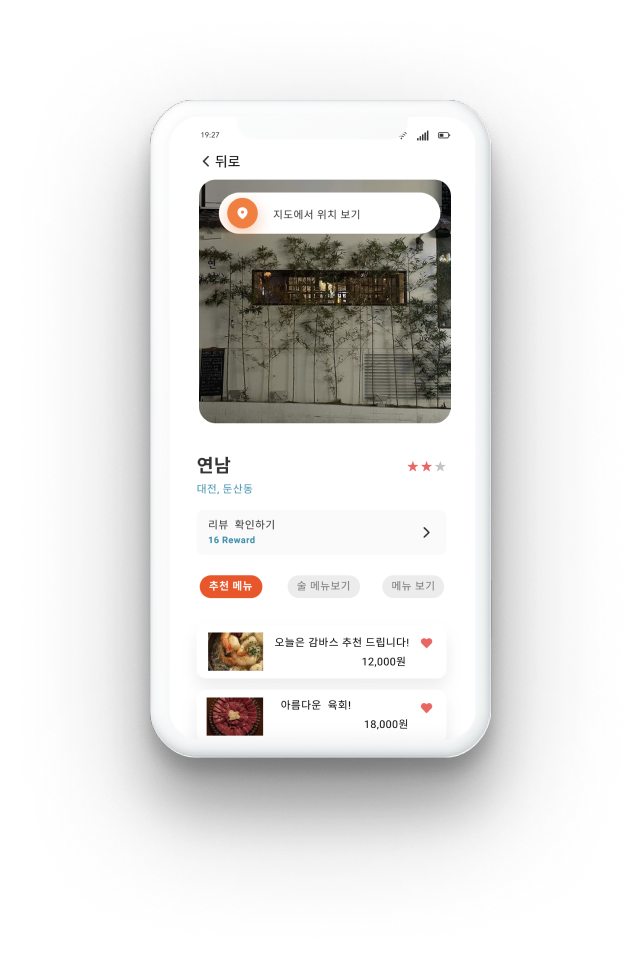 19:27
뒤로
지도에서 위치 보기
연남
대전, 둔산동
리뷰 확인하기
16 Reward
추천 메뉴
술 메뉴보기
메뉴 보기
오늘은 감바스 추천 드립니다!
12,000원
아름다운 육회!
18,000원